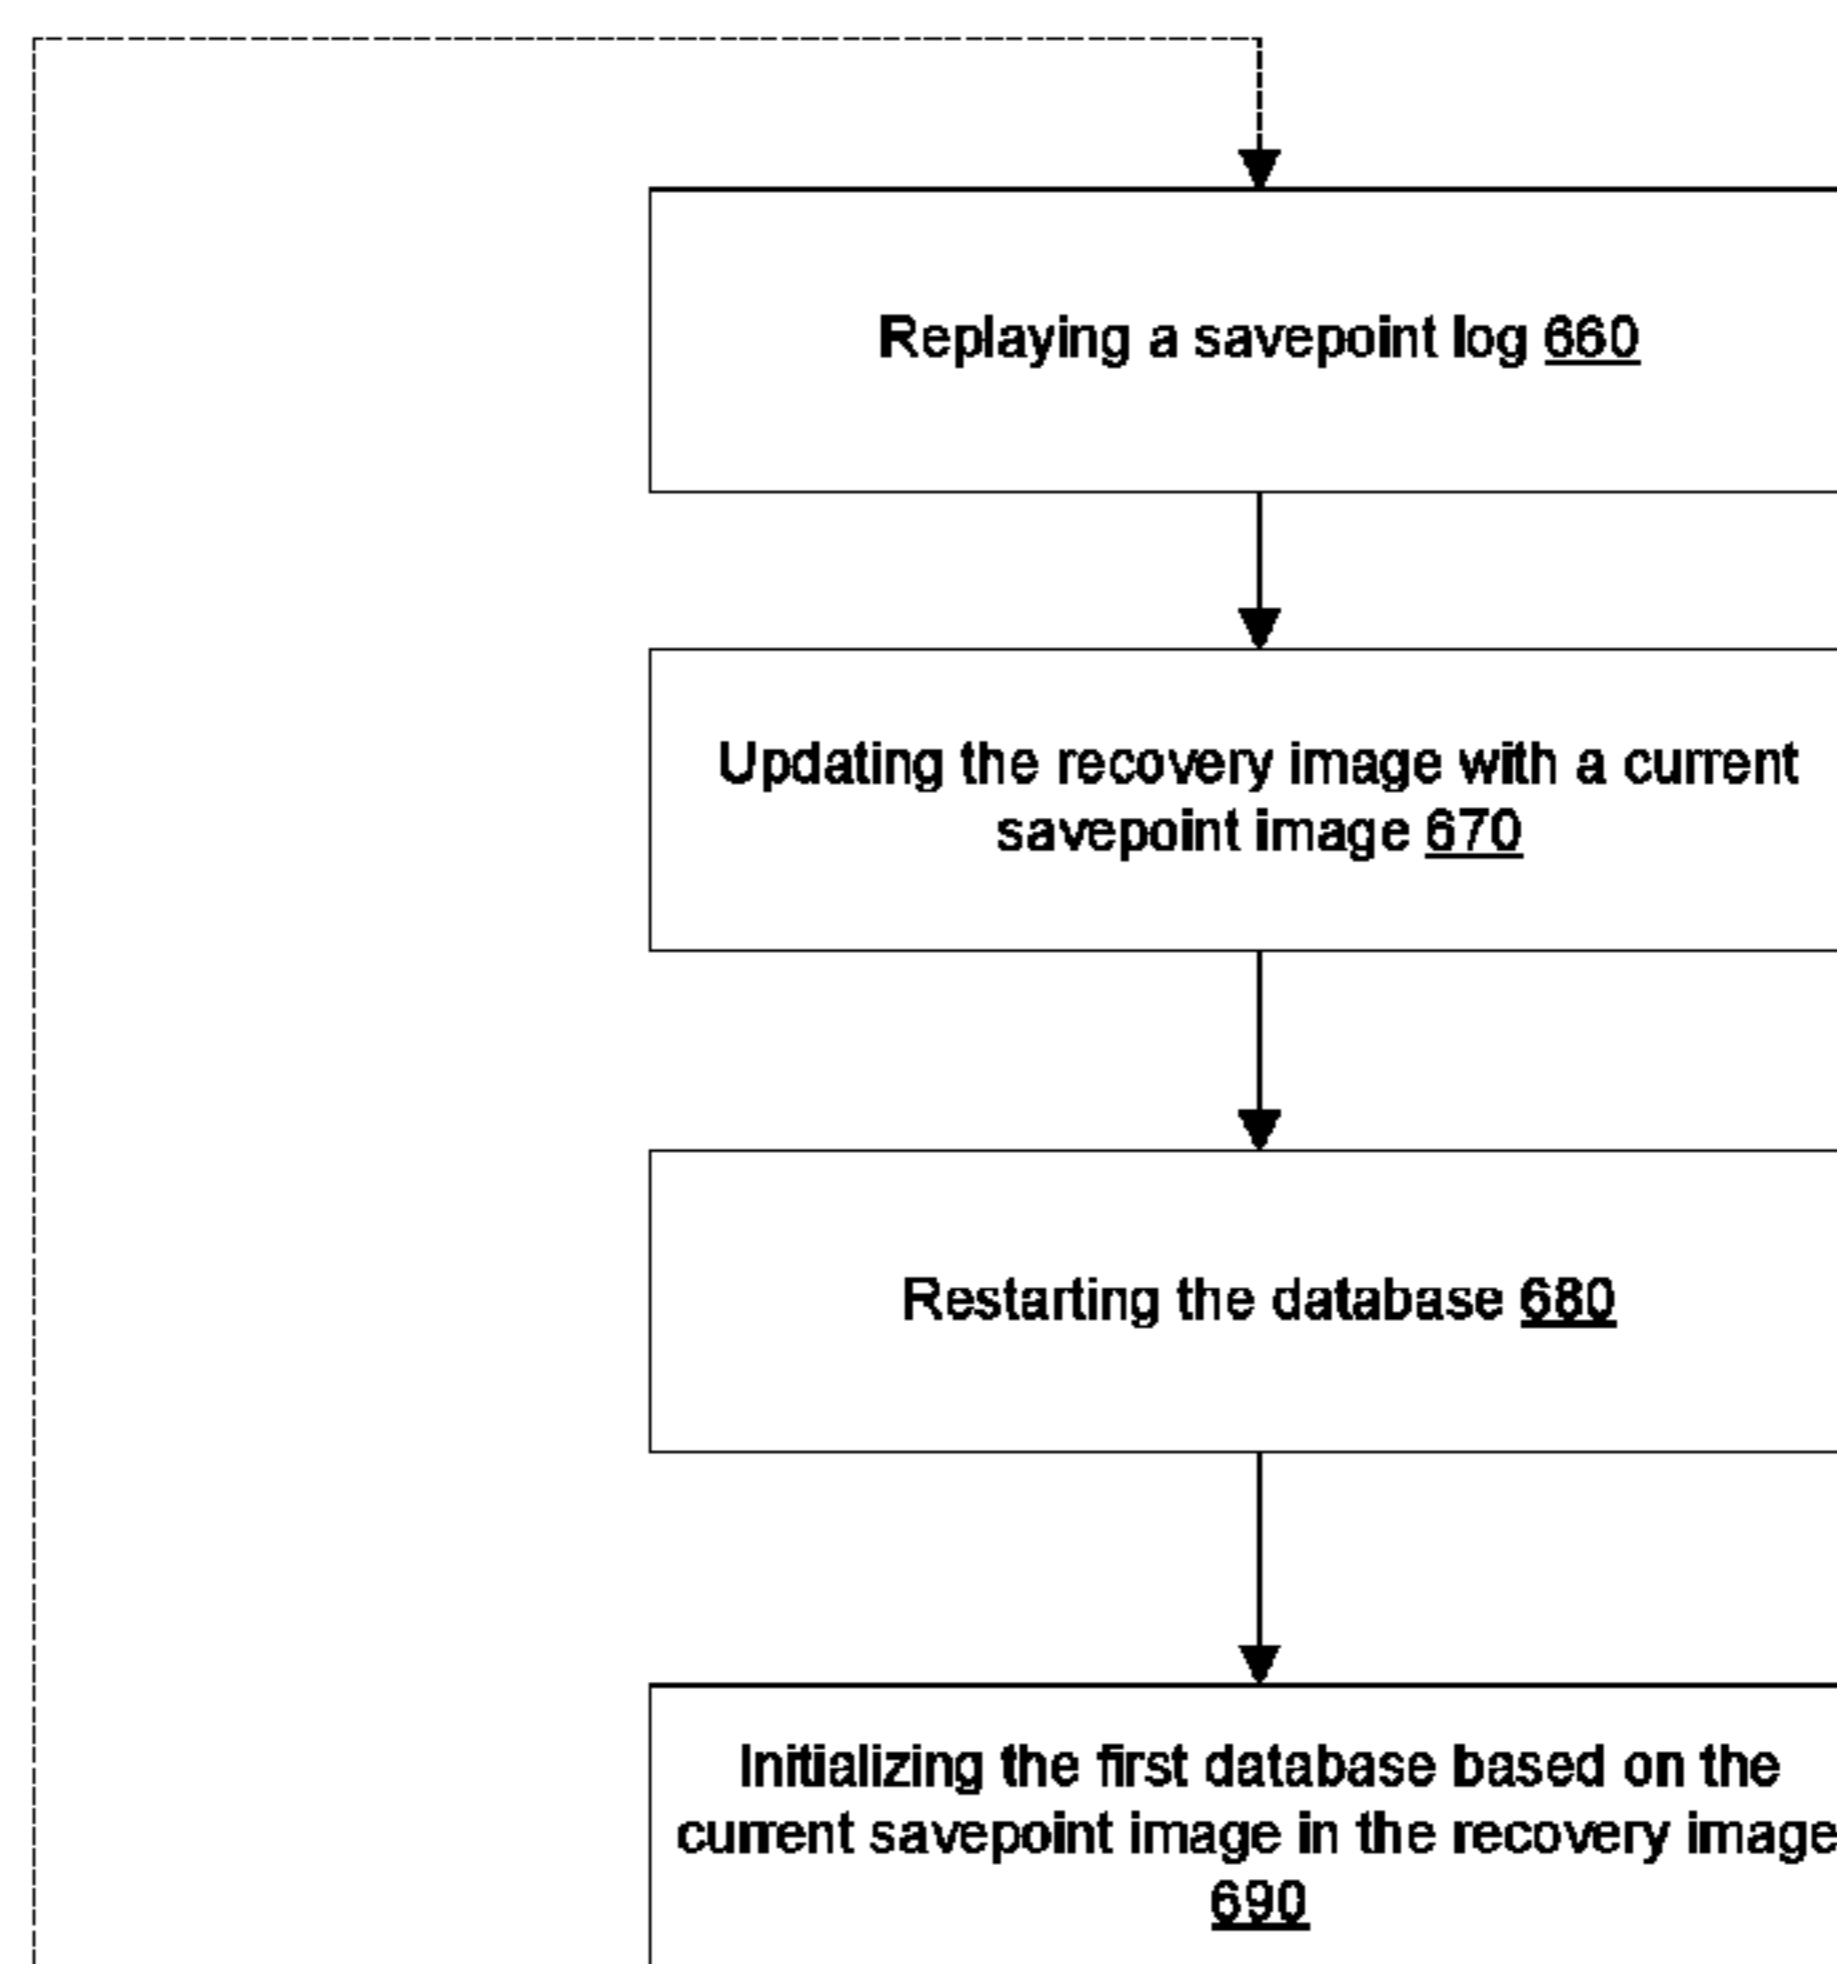 Replaying a savepoint log 660
Updating the recovery image with a current
savepoint image 670
Restarting the database 680
Initializing the first database based on the
current savepoint image in the recovery image
690